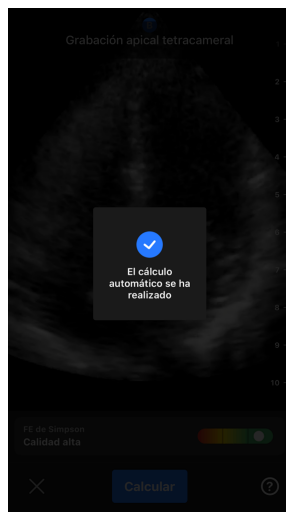 Grabación apical tetracameral
2
3
4
5
6
7
8
9
10
El cálculo
automático se ha
realizado
FE de Simpson
Calidad alta
Calcular
?